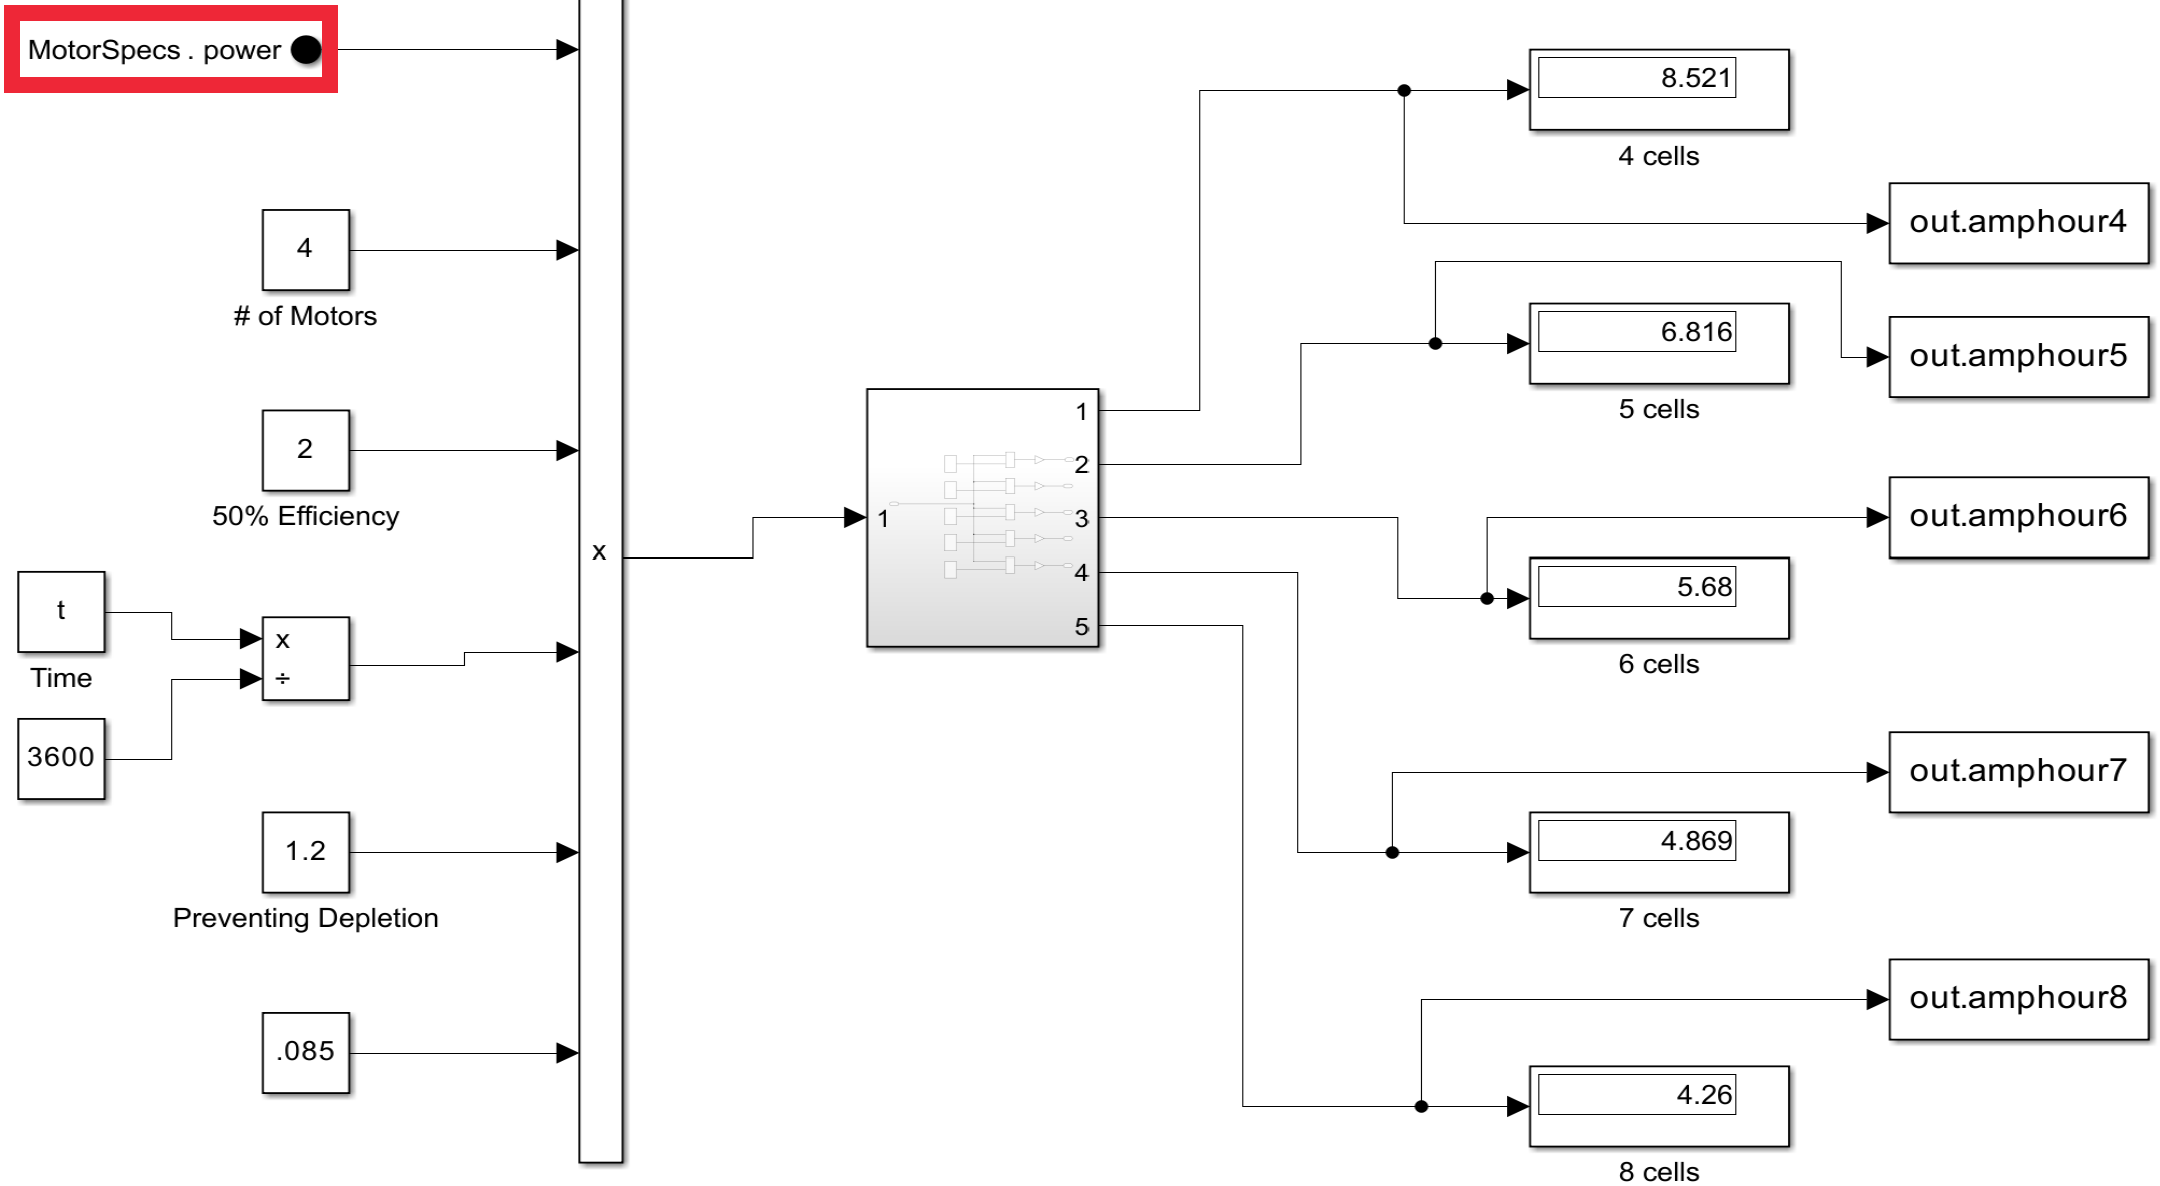 MotorSpecs . power
4
# of Motors
2
50% Efficiency
t
Time
3600
x
÷
1.2
Preventing Depletion
.085
x
1
1
2
3
4
5
8.521
4 cells
out.amphour4
6.816
5 cells
out.amphour5
out.amphour6
5.68
6 cells
out.amphour7
4.869
7 cells
out.amphour8
4.26
8 cells